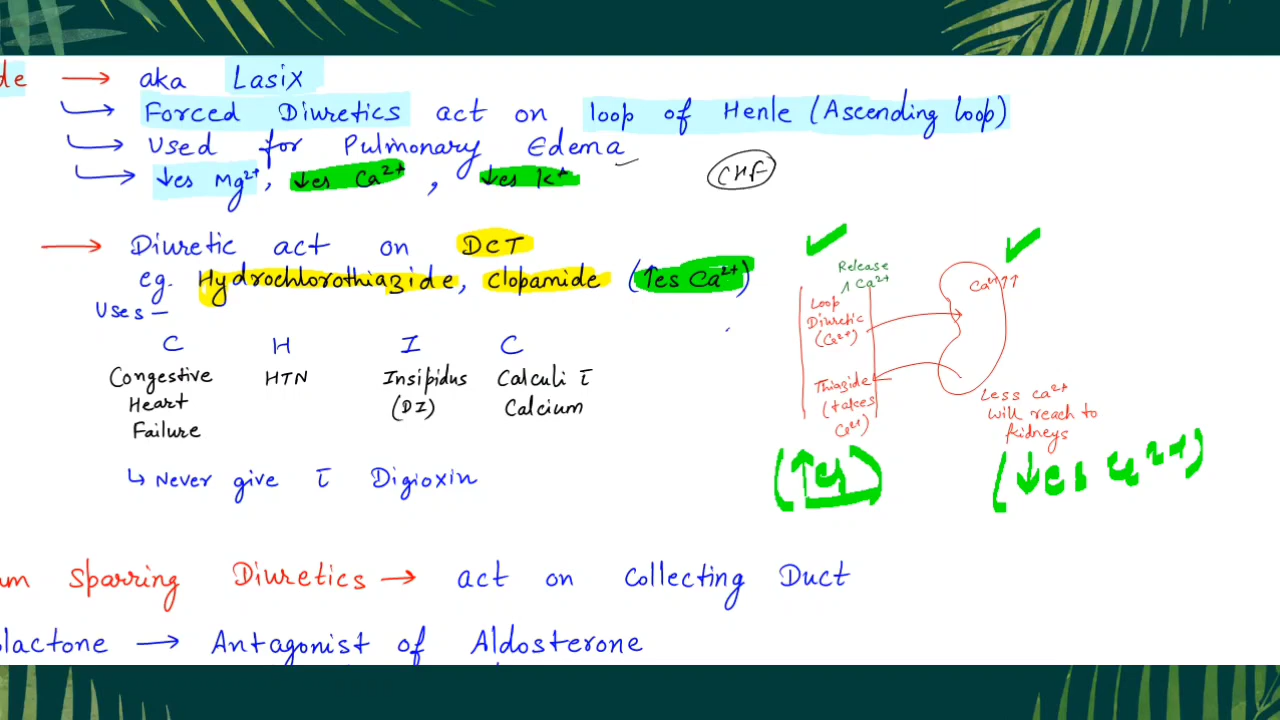 de → aka Lasix
↳ Forced Diuretics act on loop of Henle (Ascending loop)
↳ Used for Pulmonary Edema
↳ ↓es Mg²⁺, ↓es Ca²⁺, ↓es K⁺
CHF
→ Diuretic act on DCT
eg. Hydrochlorothiazide, Clopamide (↑es Ca²⁺)
Uses –
C H I C
Congestive Heart Failure
HTN
Insipidus (DI)
Calculi c̄ Calcium
↳ Never give c̄ Digioxin
Release ↑ Ca²⁺
Loop
Diuretic
(Ca²⁺)
Thiazide
(takes
Ca²⁺)
Ca²⁺↑↑
Less Ca²⁺
will reach to
kidneys
(↑es)
(↓es Ca²⁺)
um Sparring Diuretics → act on Collecting Duct
olactone → Antagonist of Aldosterone